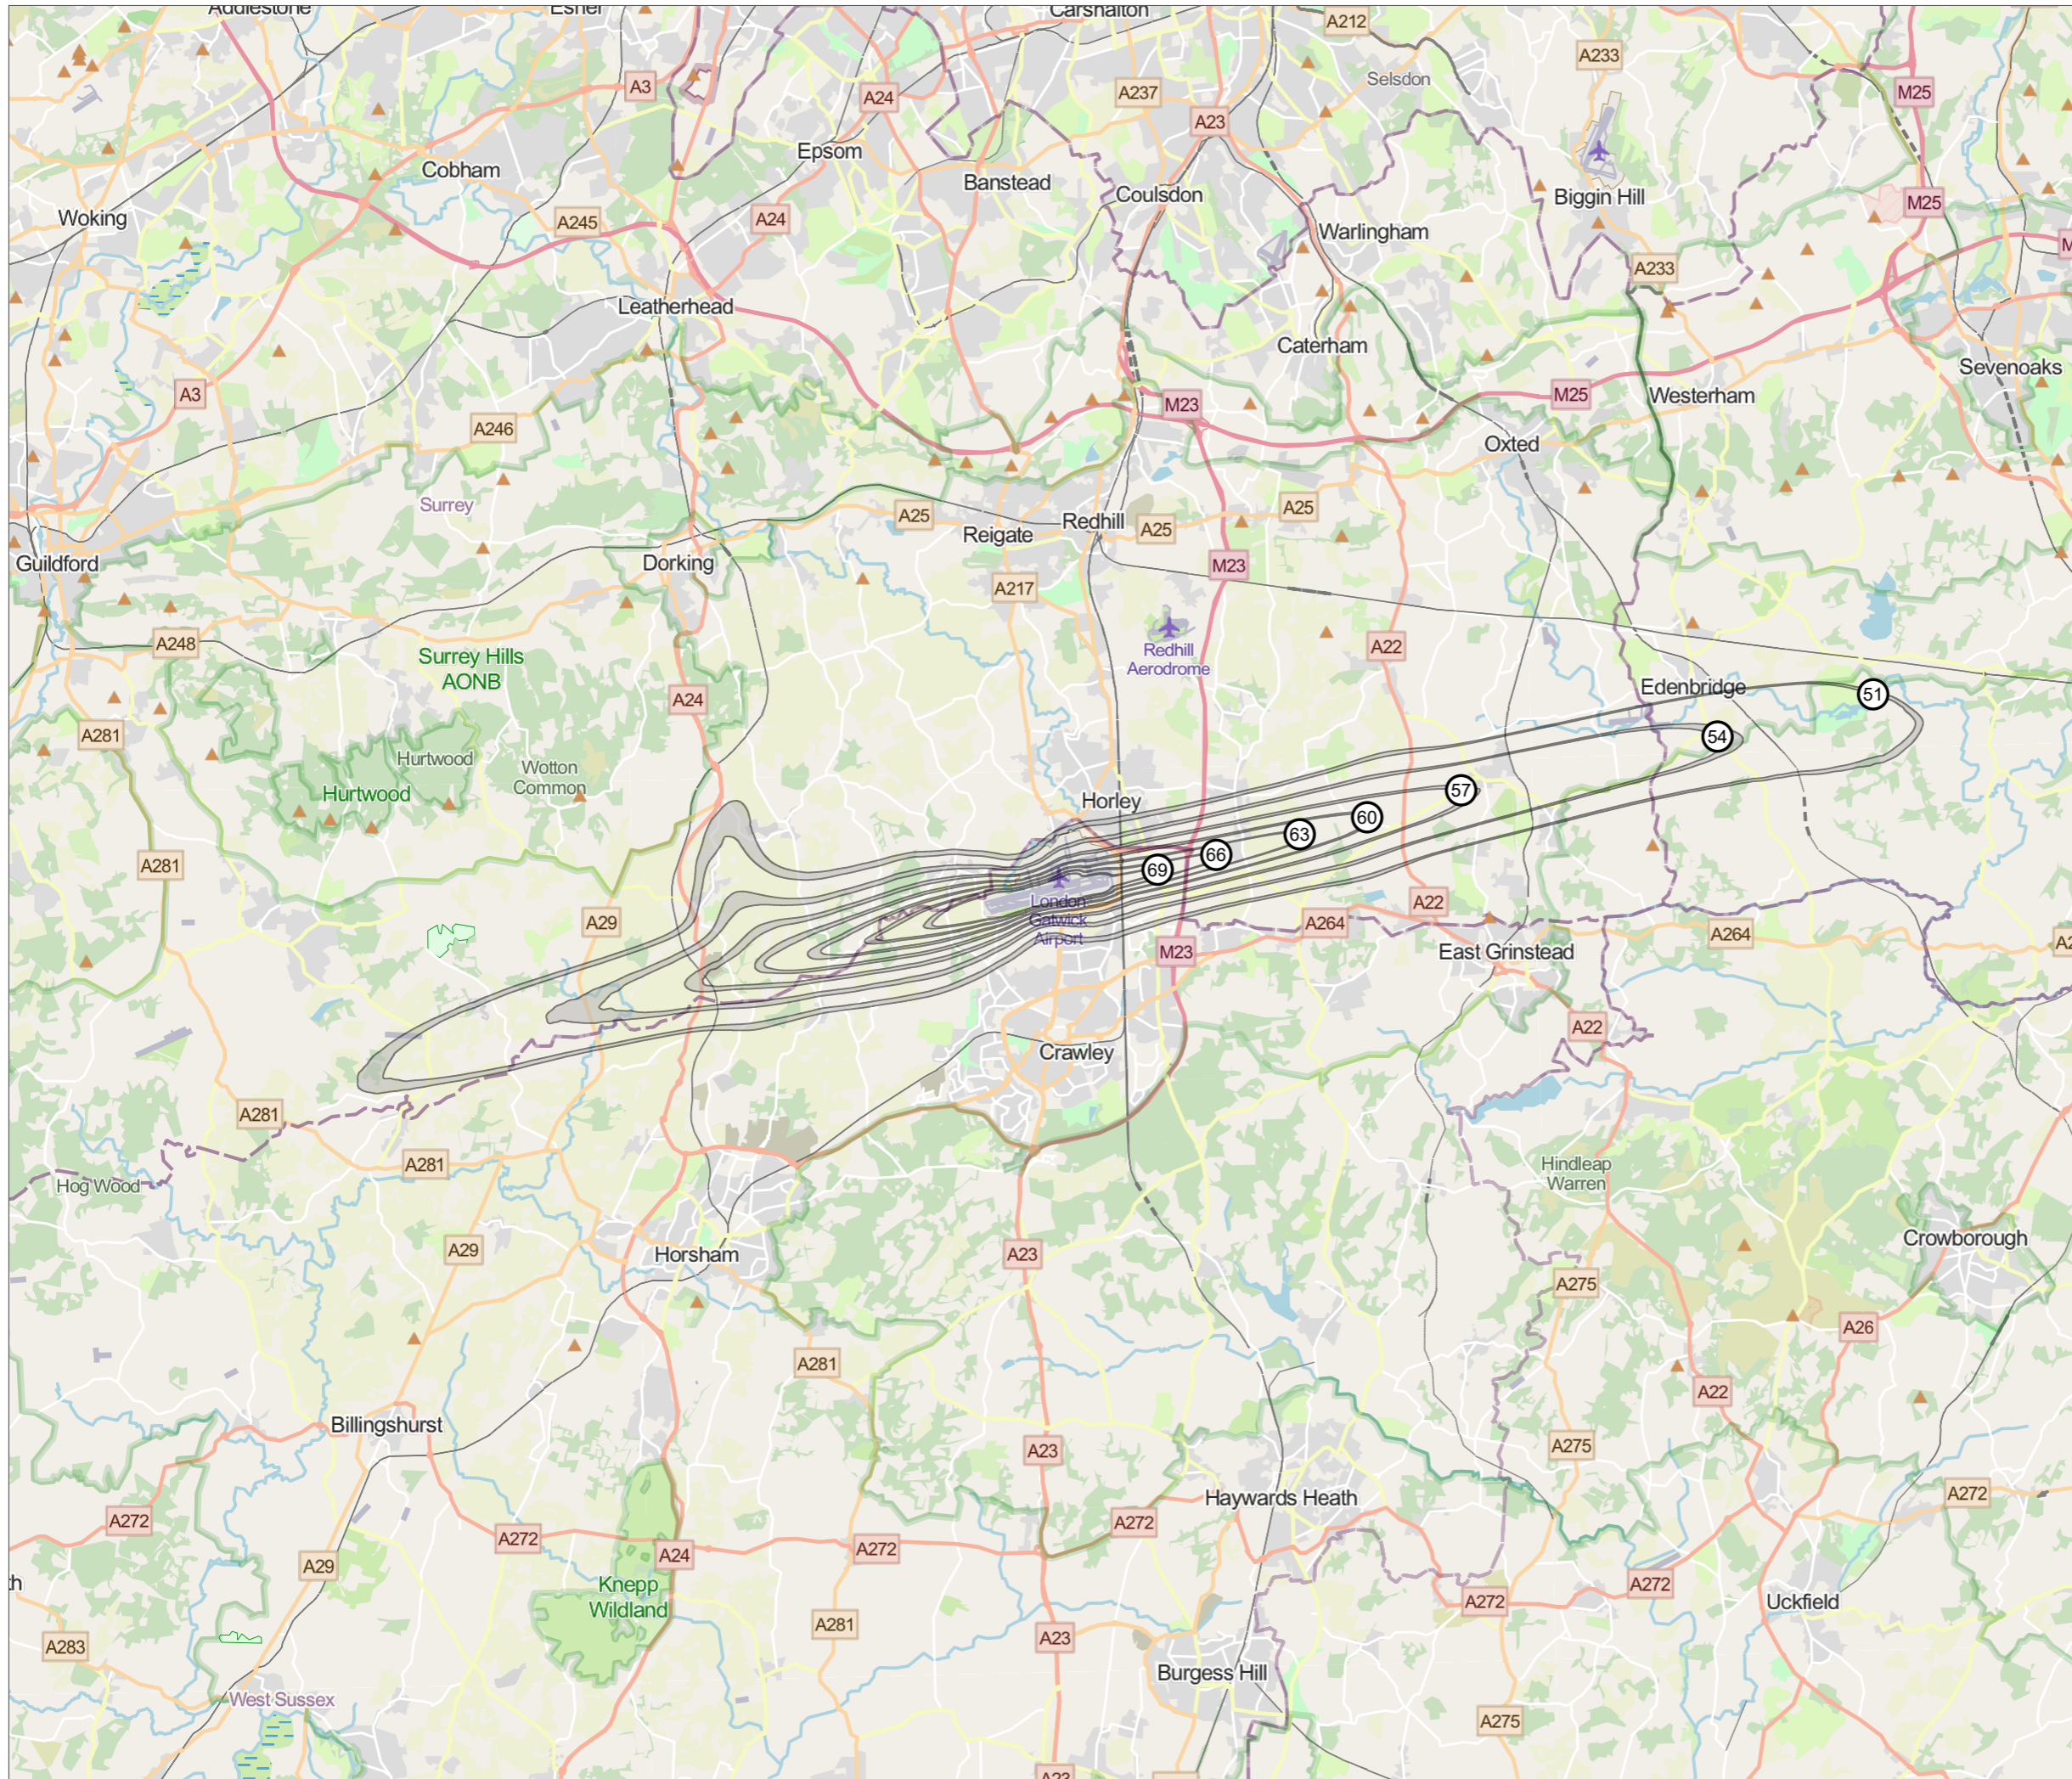 Addlestone
Esher
Carshalton
A212
A233
Selsdon
A3
A24
A237
M25
A23
Epsom
Cobham
Banstead
Coulsdon
Biggin Hill
M25
Woking
A245
A24
Warlingham
A233
Leatherhead
Caterham
Sevenoaks
A3
M23
M25
Westerham
A246
Oxted
Surrey
A25
Redhill
A25
A25
Reigate
Guildford
Dorking
M23
A217
A248
A22
Redhill
Aerodrome
Surrey Hills
AONB
Edenbridge
51
A24
A281
54
Hurtwood
Wotton
Common
Hurtwood
57
Horley
60
63
66
A281
69
London
Gatwick
Airport
A29
A22
A264
A264
M23
East Grinstead
A22
Crawley
A281
A281
Hindleap
Warren
Hog Wood
Crowborough
A29
Horsham
A23
A275
A26
A281
A22
Billingshurst
A23
A275
Haywards Heath
A272
A272
A272
A272
A272
A24
A29
Knepp
Wildland
A272
A272
Uckfield
A281
A23
A283
Burgess Hill
West Sussex
A275
A23